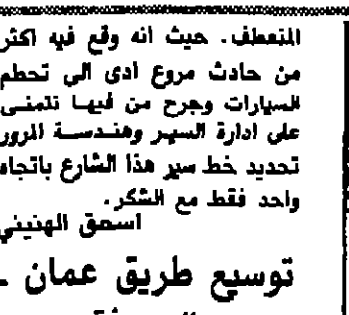 المنعطف. حيث انه وقع فيه اكثر
من حادث مروع ادى الى تحطم
السيارات وجرح من فيها نتمنى
على ادارة السير وهندسة المرور
تحديد خط سير هذا الشارع باتجاه
واحد فقط مع الشكر.
اسحق الهنيني
توسيع طريق عمان ـ